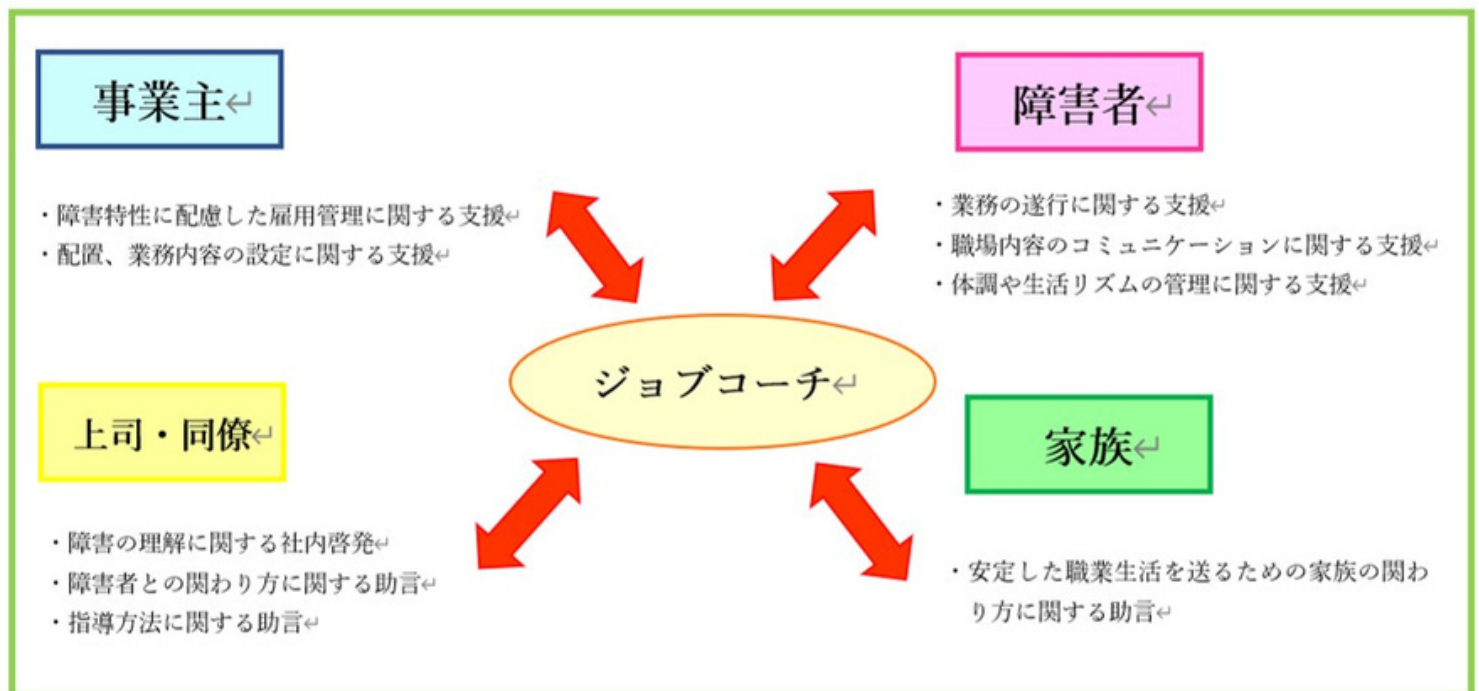 事業主
・障害特性に配慮した雇用管理に関する支援
・配置、業務内容の設定に関する支援
障害者
・業務の遂行に関する支援
・職場内容のコミュニケーションに関する支援
・体調や生活リズムの管理に関する支援
ジョブコーチ
上司・同僚
・障害の理解に関する社内啓発
・障害者との関わり方に関する助言
・指導方法に関する助言
家族
・安定した職業生活を送るための家族の関わ
り方に関する助言